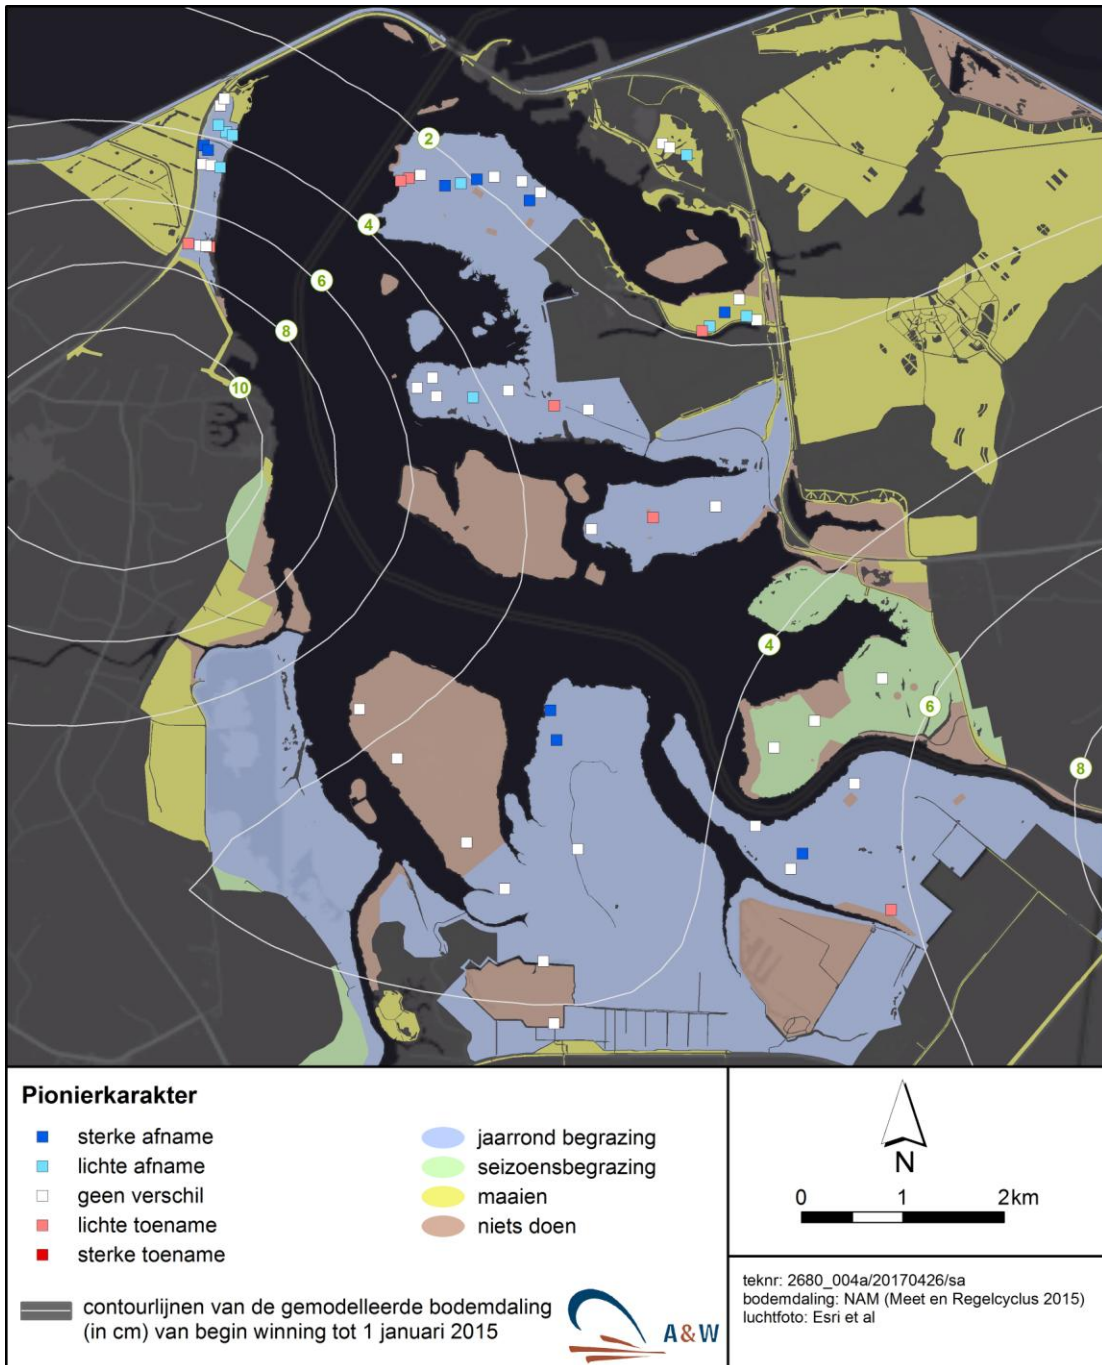 2
4
6
8
10
4
6
8
Pionierkarakter
sterke afname
lichte afname
geen verschil
lichte toename
sterke toename
jaarrond begrazing
seizoensbegrazing
maaien
niets doen
contourlijnen van de gemodelleerde bodemdaling
(in cm) van begin winning tot 1 januari 2015
A&W
N
0 1 2km
teknr: 2680_004a/20170426/sa
bodemdaling: NAM (Meet en Regelcyclus 2015)
luchtfoto: Esri et al